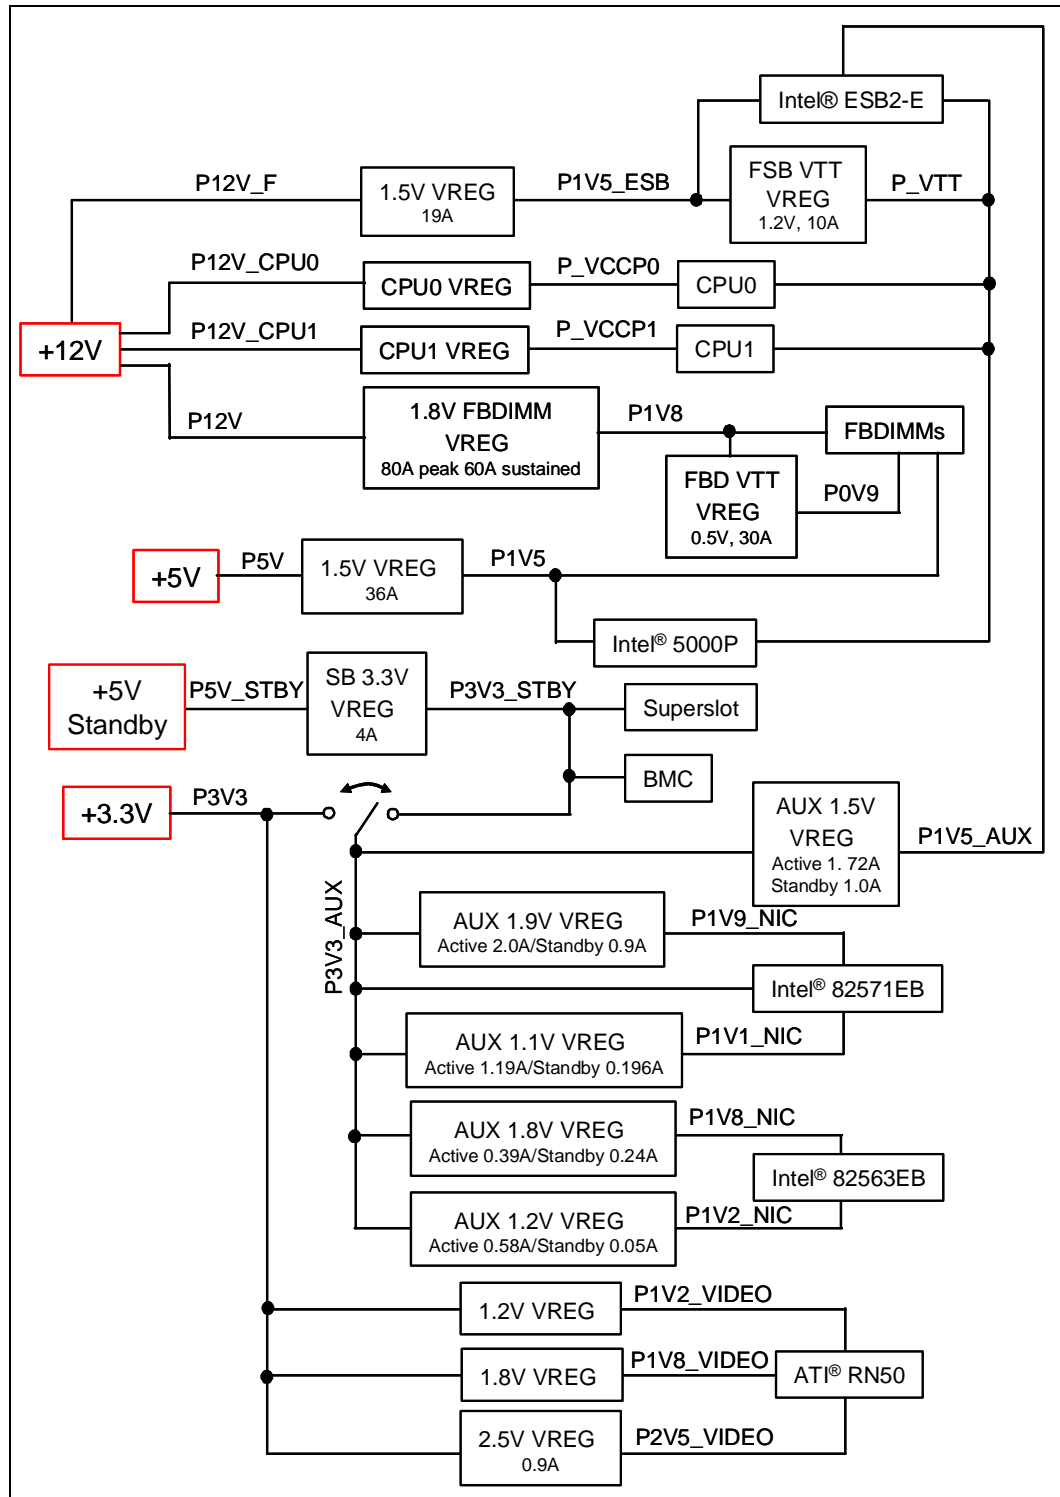 Intel® ESB2-E
P12V_F
1.5V VREG
19A
P1V5_ESB
FSB VTT
VREG
1.2V, 10A
P_VTT
P12V_CPU0
CPU0 VREG
P_VCCP0
CPU0
+12V
P12V_CPU1
CPU1 VREG
P_VCCP1
CPU1
P12V
1.8V FBDIMM
VREG
80A peak 60A sustained
P1V8
FBDIMMs
FBD VTT
VREG
0.5V, 30A
P0V9
+5V
P5V
1.5V VREG
36A
P1V5
Intel® 5000P
+5V
Standby
P5V_STBY
SB 3.3V
VREG
4A
P3V3_STBY
Superslot
BMC
+3.3V
P3V3
AUX 1.5V
VREG
Active 1. 72A
Standby 1.0A
P1V5_AUX
P3V3_AUX
AUX 1.9V VREG
Active 2.0A/Standby 0.9A
P1V9_NIC
Intel® 82571EB
AUX 1.1V VREG
Active 1.19A/Standby 0.196A
P1V1_NIC
AUX 1.8V VREG
Active 0.39A/Standby 0.24A
P1V8_NIC
Intel® 82563EB
AUX 1.2V VREG
Active 0.58A/Standby 0.05A
P1V2_NIC
1.2V VREG
P1V2_VIDEO
1.8V VREG
P1V8_VIDEO
ATI® RN50
2.5V VREG
0.9A
P2V5_VIDEO